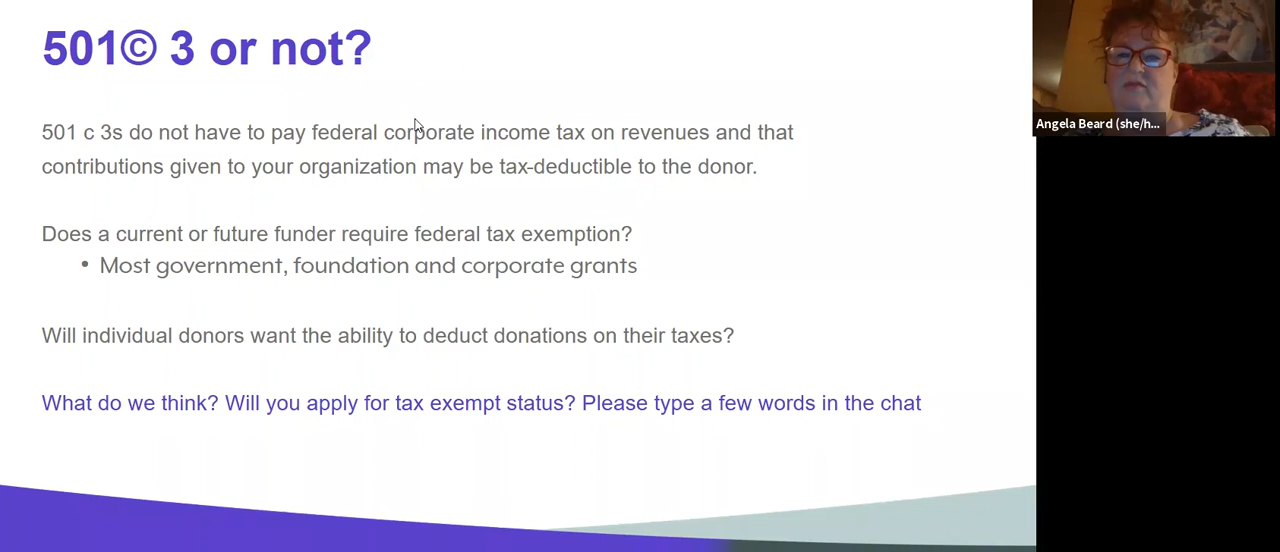 501© 3 or not?
501 c 3s do not have to pay federal corporate income tax on revenues and that
contributions given to your organization may be tax-deductible to the donor.
Does a current or future funder require federal tax exemption?
• Most government, foundation and corporate grants
Will individual donors want the ability to deduct donations on their taxes?
What do we think? Will you apply for tax exempt status? Please type a few words in the chat
Angela Beard (she/h...